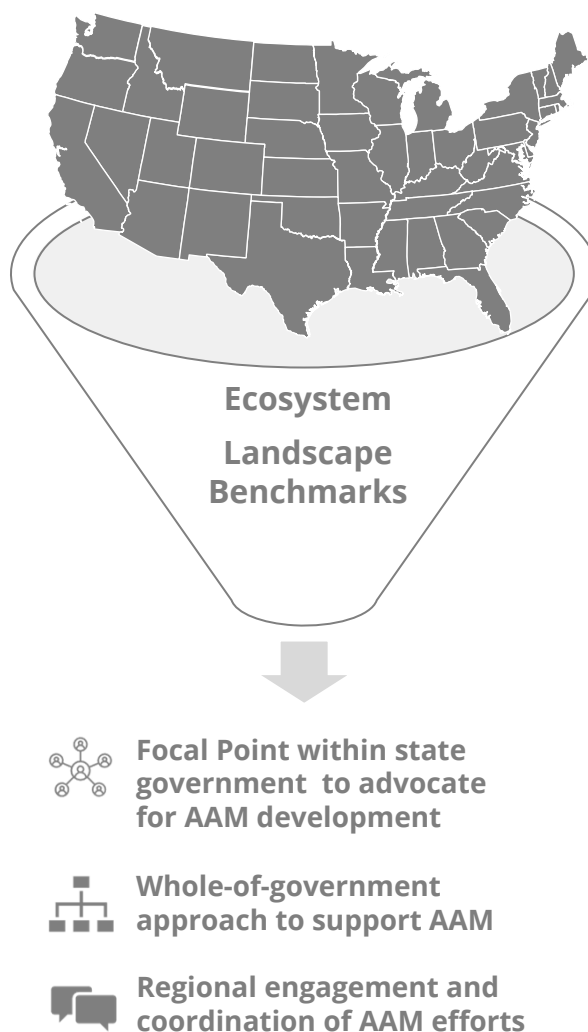 Ecosystem
Landscape
Benchmarks
Focal Point within state
government to advocate
for AAM development
Whole-of-government
approach to support AAM
Regional engagement and
coordination of AAM efforts